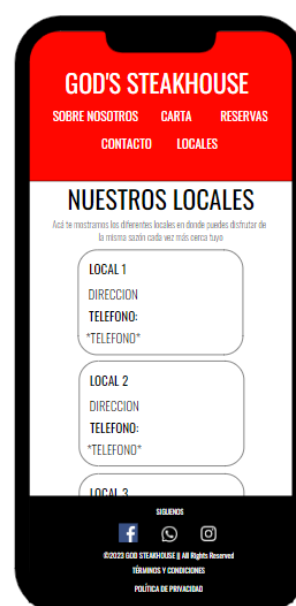 GOD'S STEAKHOUSE
SOBRE NOSOTROS CARTA RESERVAS
CONTACTO LOCALES
NUESTROS LOCALES
Acá te mostramos los diferentes locales en donde puedes disfrutar de
la misma sazón cada vez más cerca tuyo
LOCAL 1
DIRECCION
TELEFONO:
*TELEFONO*
LOCAL 2
DIRECCION
TELEFONO:
*TELEFONO*
LOCAL 3
SIGUENOS
©2023 GOD STEAKHOUSE || All Rights Reserved
TÉRMINOS Y CONDICIONES
POLÍTICA DE PRIVACIDAD